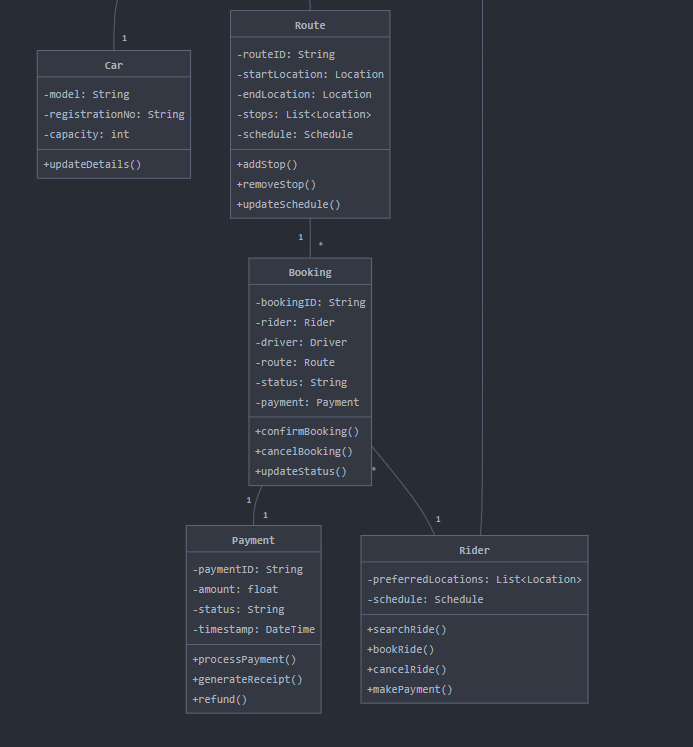 1
Car
-model: String
-registrationNo: String
-capacity: int
+updateDetails()
Route
-routeID: String
-startLocation: Location
-endLocation: Location
-stops: List<Location>
-schedule: Schedule
+addStop()
+removeStop()
+updateSchedule()
1
*
Booking
-bookingID: String
-rider: Rider
-driver: Driver
-route: Route
-status: String
-payment: Payment
+confirmBooking()
+cancelBooking()
+updateStatus()
*
1
1
1
Payment
-paymentID: String
-amount: float
-status: String
-timestamp: DateTime
+processPayment()
+generateReceipt()
+refund()
Rider
-preferredLocations: List<Location>
-schedule: Schedule
+searchRide()
+bookRide()
+cancelRide()
+makePayment()